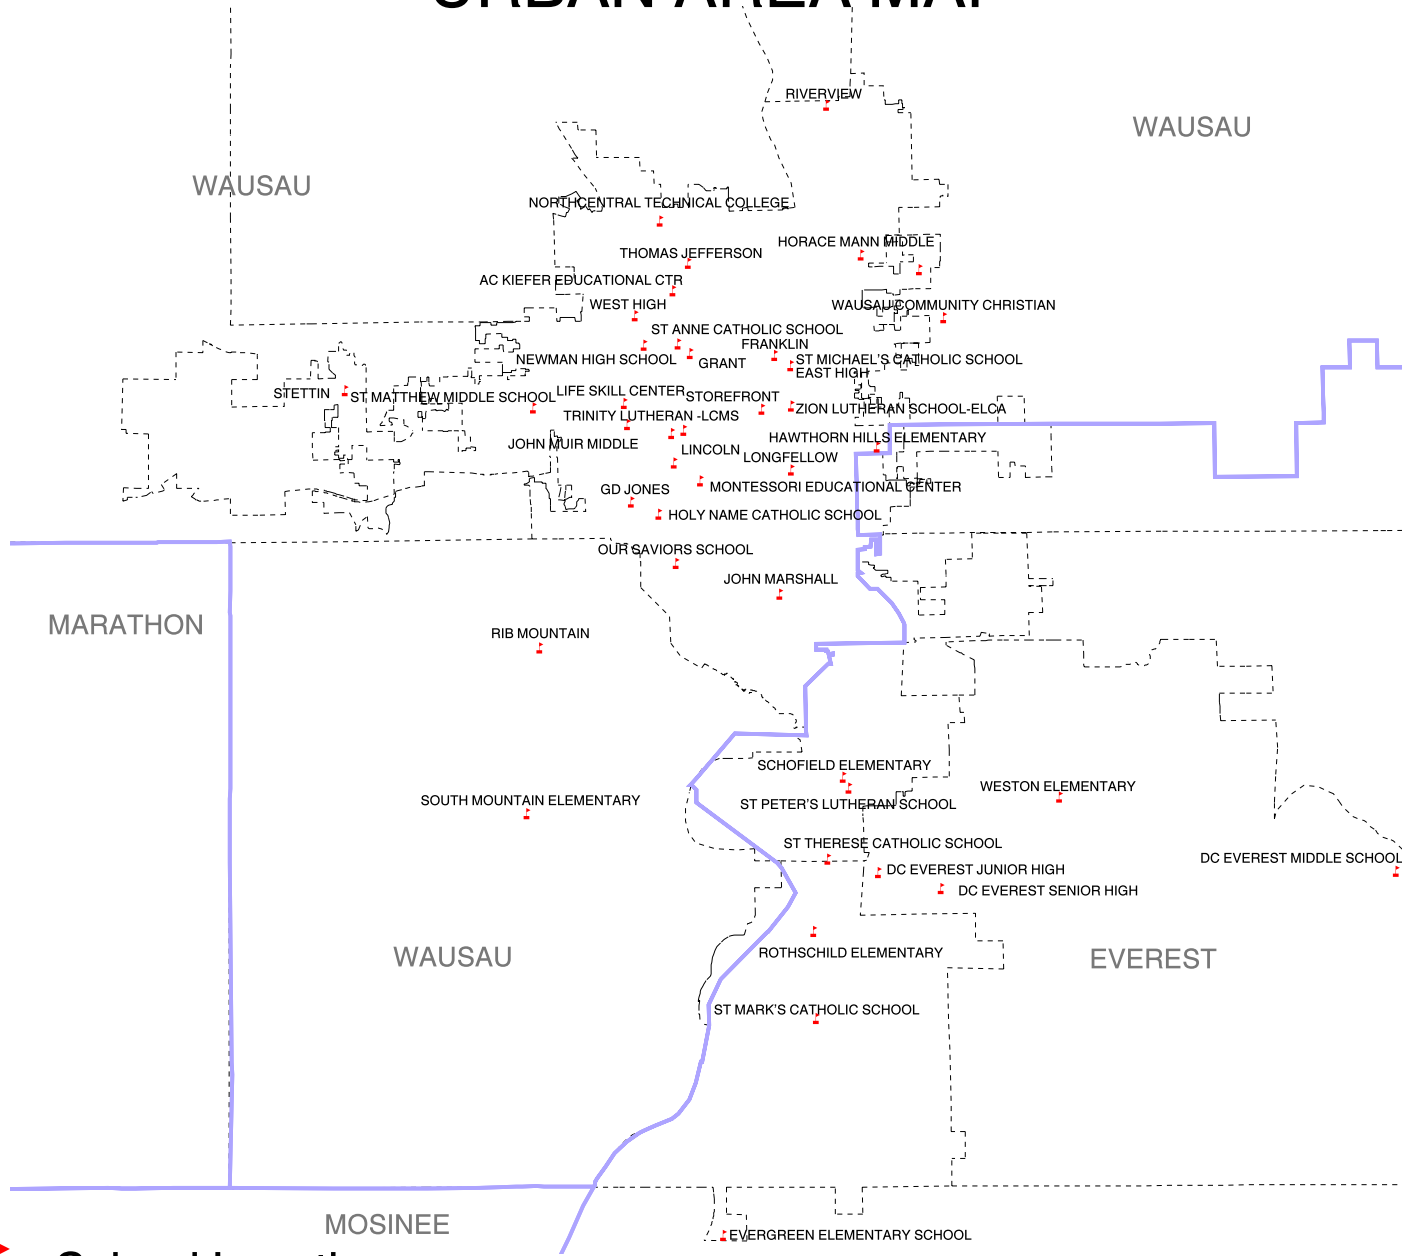 URBAN AREA MAP
RIVERVIEW
WAUSAU
WAUSAU
NORTHCENTRAL TECHNICAL COLLEGE
HORACE MANN MIDDLE
THOMAS JEFFERSON
AC KIEFER EDUCATIONAL CTR
WEST HIGH
WAUSAU COMMUNITY CHRISTIAN
ST ANNE CATHOLIC SCHOOL
FRANKLIN
NEWMAN HIGH SCHOOL
GRANT
ST MICHAEL'S CATHOLIC SCHOOL
EAST HIGH
STETTIN
ST MATTHEW MIDDLE SCHOOL
LIFE SKILL CENTER
STOREFRONT
ZION LUTHERAN SCHOOL-ELCA
TRINITY LUTHERAN -LCMS
HAWTHORN HILLS ELEMENTARY
JOHN MUIR MIDDLE
LINCOLN
LONGFELLOW
MONTESSORI EDUCATIONAL CENTER
GD JONES
HOLY NAME CATHOLIC SCHOOL
OUR SAVIORS SCHOOL
JOHN MARSHALL
MARATHON
RIB MOUNTAIN
SCHOFIELD ELEMENTARY
WESTON ELEMENTARY
SOUTH MOUNTAIN ELEMENTARY
ST PETER'S LUTHERAN SCHOOL
ST THERESE CATHOLIC SCHOOL
DC EVEREST MIDDLE SCHOOL
DC EVEREST JUNIOR HIGH
DC EVEREST SENIOR HIGH
ROTHSCHILD ELEMENTARY
WAUSAU
EVEREST
ST MARK'S CATHOLIC SCHOOL
MOSINEE
EVERGREEN ELEMENTARY SCHOOL